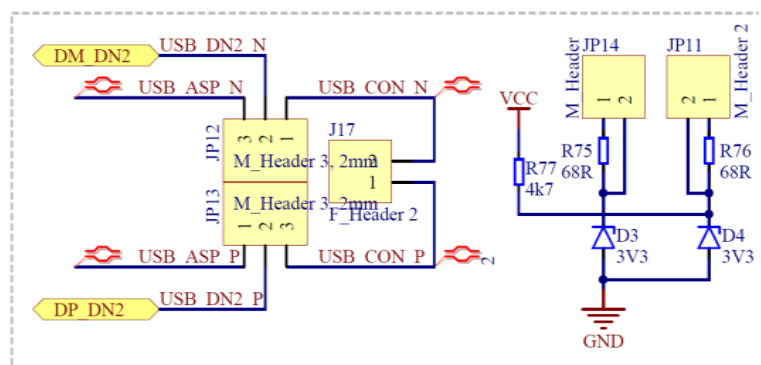 DM_DN2
USB_DN2_N
USB_ASP_N
USB_CON_N
JP12
3 2 1
M_Header 3, 2mm
JP13
M_Header 3, 2mm
1 2 3
J17
2
1
F_Header 2
USB_ASP_P
USB_CON_P
2
DP_DN2
USB_DN2_P
VCC
R77
4k7
JP14
M_Header
1 2
JP11
M_Header 2
2 1
R75
68R
R76
68R
D3
3V3
D4
3V3
GND